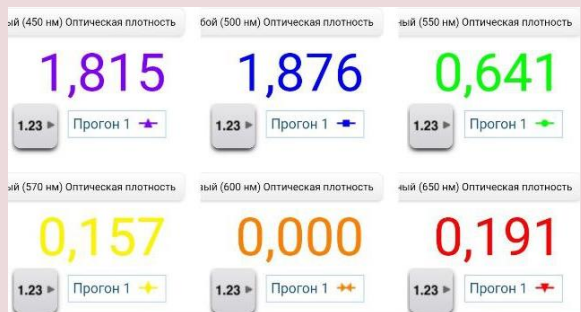 ый (450 нм) Оптическая плотность
бой (500 нм) Оптическая плотность
ный (550 нм) Оптическая плотность
1,815
1,876
0,641
1.23
Прогон 1
1.23
Прогон 1
1.23
Прогон 1
ый (570 нм) Оптическая плотность
вый (600 нм) Оптическая плотность
ный (650 нм) Оптическая плотность
0,157
0,000
0,191
1.23
Прогон 1
1.23
Прогон 1
1.23
Прогон 1